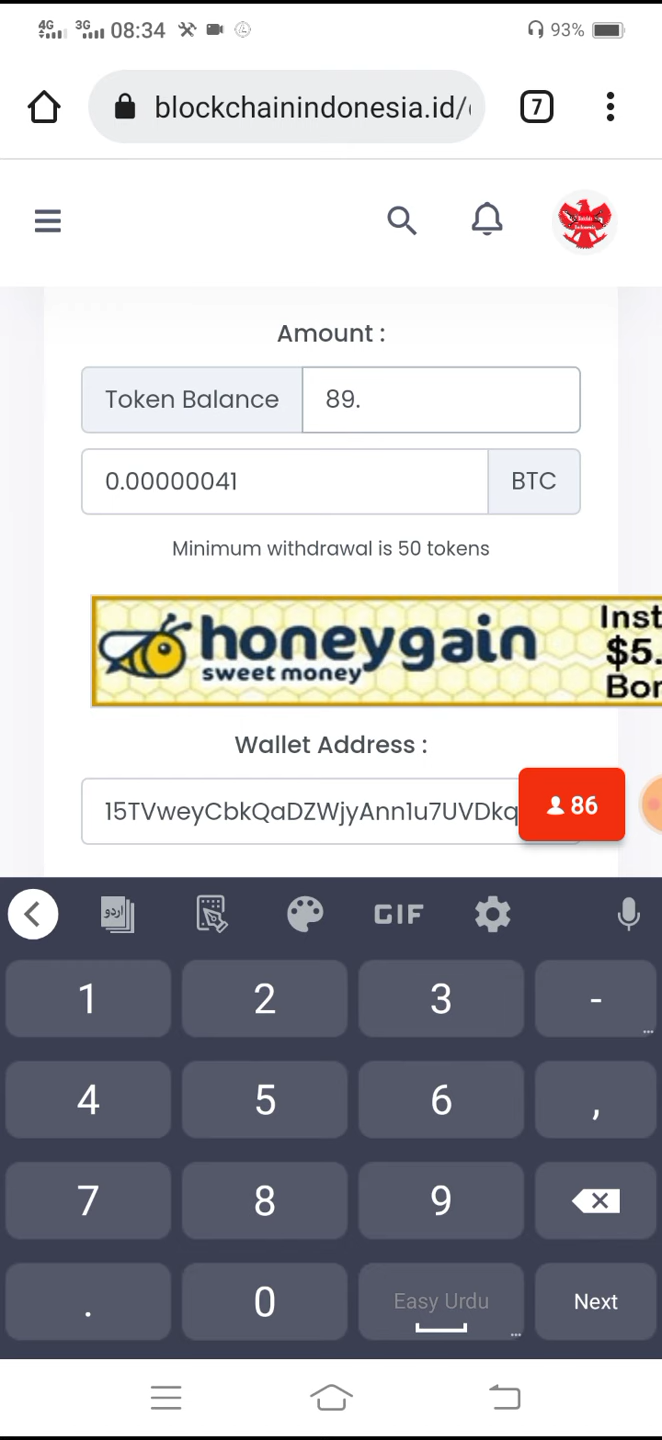 4G 3G 08:34 93%
blockchainindonesia.id/ 7
Amount :
Token Balance 89.
0.00000041 BTC
Minimum withdrawal is 50 tokens
honeygain
sweet money
Inst
$5.
Bor
Wallet Address :
15TVweyCbkQaDZWjyAnn1u7UVDkq
86
اردو GIF
1 2 3 -
4 5 6 ,
7 8 9
. 0 Easy Urdu Next